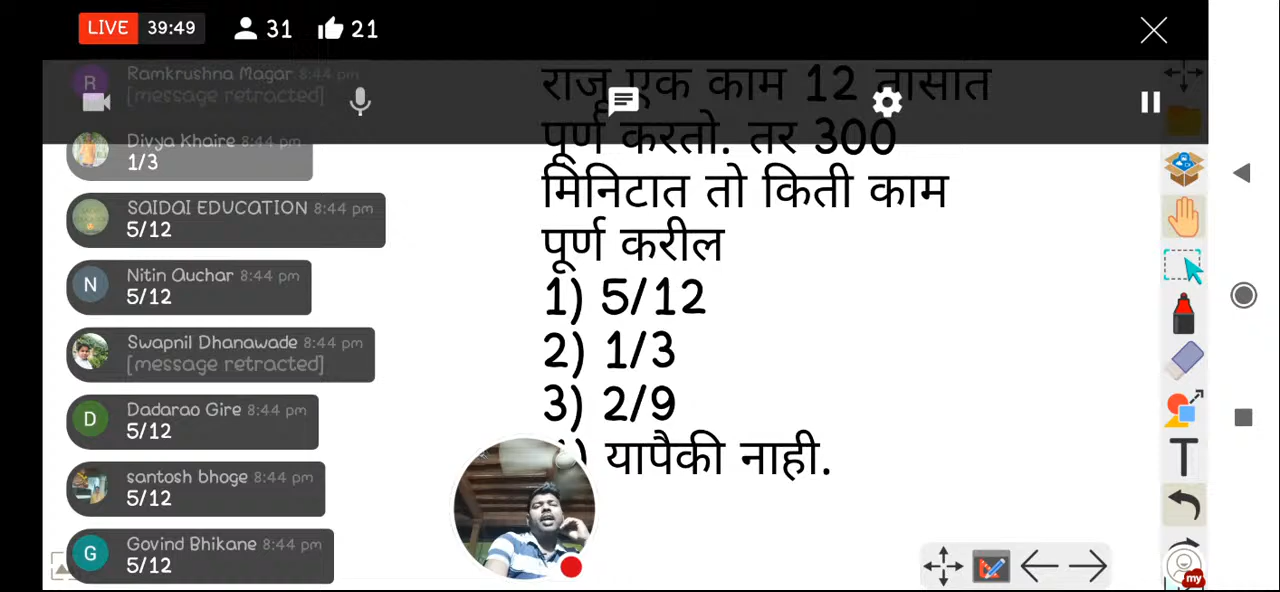 LIVE 39:49 31 21
Ramkrushna Magar 8:44 pm
[message retracted]
Divya Khaire 8:44 pm
1/3
SAIDAI EDUCATION 8:44 pm
5/12
Nitin Auchar 8:44 pm
5/12
Swapnil Dhanawade 8:44 pm
[message retracted]
Dadarao Gire 8:44 pm
5/12
santosh bhoge 8:44 pm
5/12
Govind Bhikane 8:44 pm
5/12
राजू एक काम 12 तासात
पूर्ण करतो. तर 300
मिनिटात तो किती काम
पूर्ण करील
1) 5/12
2) 1/3
3) 2/9
) यापैकी नाही.
R
N
D
G
T
my